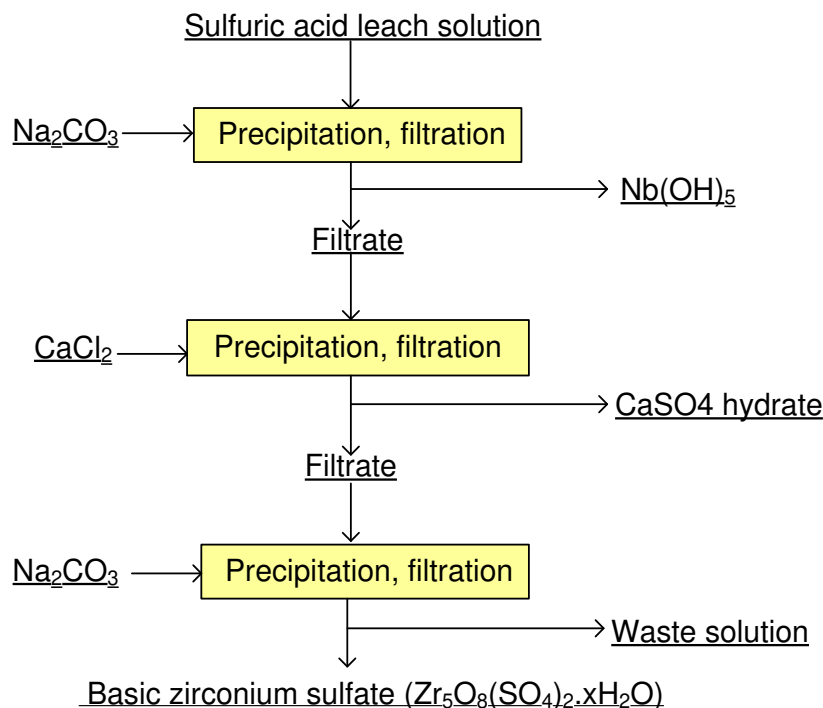 Sulfuric acid leach solution
Na₂CO₃
Precipitation, filtration
Nb(OH)₅
Filtrate
CaCl₂
Precipitation, filtration
CaSO4 hydrate
Filtrate
Na₂CO₃
Precipitation, filtration
Waste solution
Basic zirconium sulfate (Zr₅O₈(SO₄)₂.xH₂O)